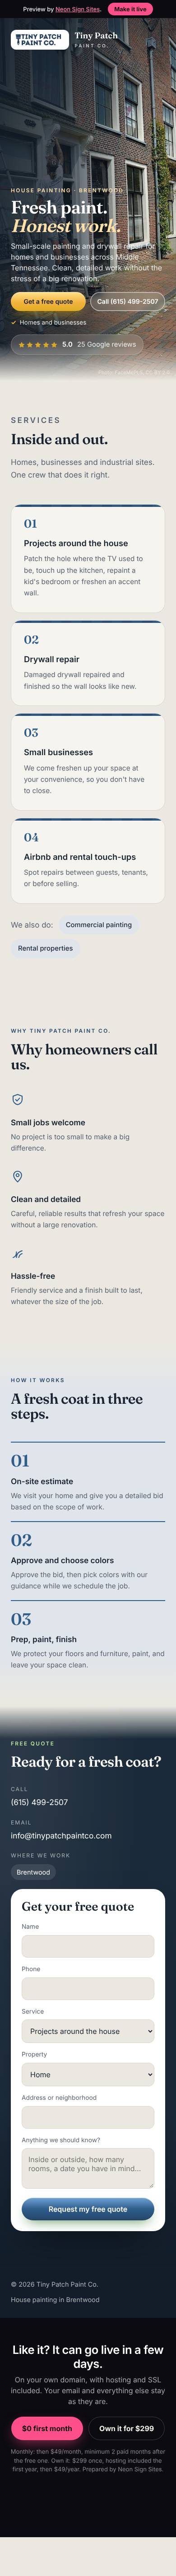 Preview by Neon Sign Sites. Make it live
TINY PATCH
PAINT CO.
Tiny Patch
PAINT CO.
HOUSE PAINTING · BRENTWOOD
Fresh paint.
Honest work.
Small-scale painting and drywall repair for
homes and businesses across Middle
Tennessee. Clean, detailed work without the
stress of a big renovation.
Get a free quote
Call (615) 499-2507
Homes and businesses
5.0 25 Google reviews
SERVICES
Inside and out.
Homes, businesses and industrial sites.
One crew that does it right.
01
Projects around the house
Patch the hole where the TV used to
be, touch up the kitchen, repaint a
kid's bedroom or freshen an accent
wall.
02
Drywall repair
Damaged drywall repaired and
finished so the wall looks like new.
03
Small businesses
We come freshen up your space at
your convenience, so you don't have
to close.
04
Airbnb and rental touch-ups
Spot repairs between guests, tenants,
or before selling.
We also do:
Commercial painting
Rental properties
WHY TINY PATCH PAINT CO.
Why homeowners call
us.
Small jobs welcome
No project is too small to make a big
difference.
Clean and detailed
Careful, reliable results that refresh your space
without a large renovation.
Hassle-free
Friendly service and a finish built to last,
whatever the size of the job.
HOW IT WORKS
A fresh coat in three
steps.
01
On-site estimate
We visit your home and give you a detailed bid
based on the scope of work.
02
Approve and choose colors
Approve the bid, then pick colors with our
guidance while we schedule the job.
03
Prep, paint, finish
We protect your floors and furniture, paint, and
leave your space clean.
FREE QUOTE
Ready for a fresh coat?
CALL
(615) 499-2507
EMAIL
info@tinypatchpaintco.com
WHERE WE WORK
Brentwood
Get your free quote
Name
Phone
Service
Projects around the house
Property
Home
Address or neighborhood
Anything we should know?
Inside or outside, how many
rooms, a date you have in mind...
Request my free quote
© 2026 Tiny Patch Paint Co.
House painting in Brentwood
Like it? It can go live in a few
days.
On your own domain, with hosting and SSL
included. Your email and everything else stay
as they are.
$0 first month
Own it for $299
Monthly: then $49/month, minimum 2 paid months after
the free one. Own it: $299 once, hosting included the
first year, then $49/year. Prepared by Neon Sign Sites.